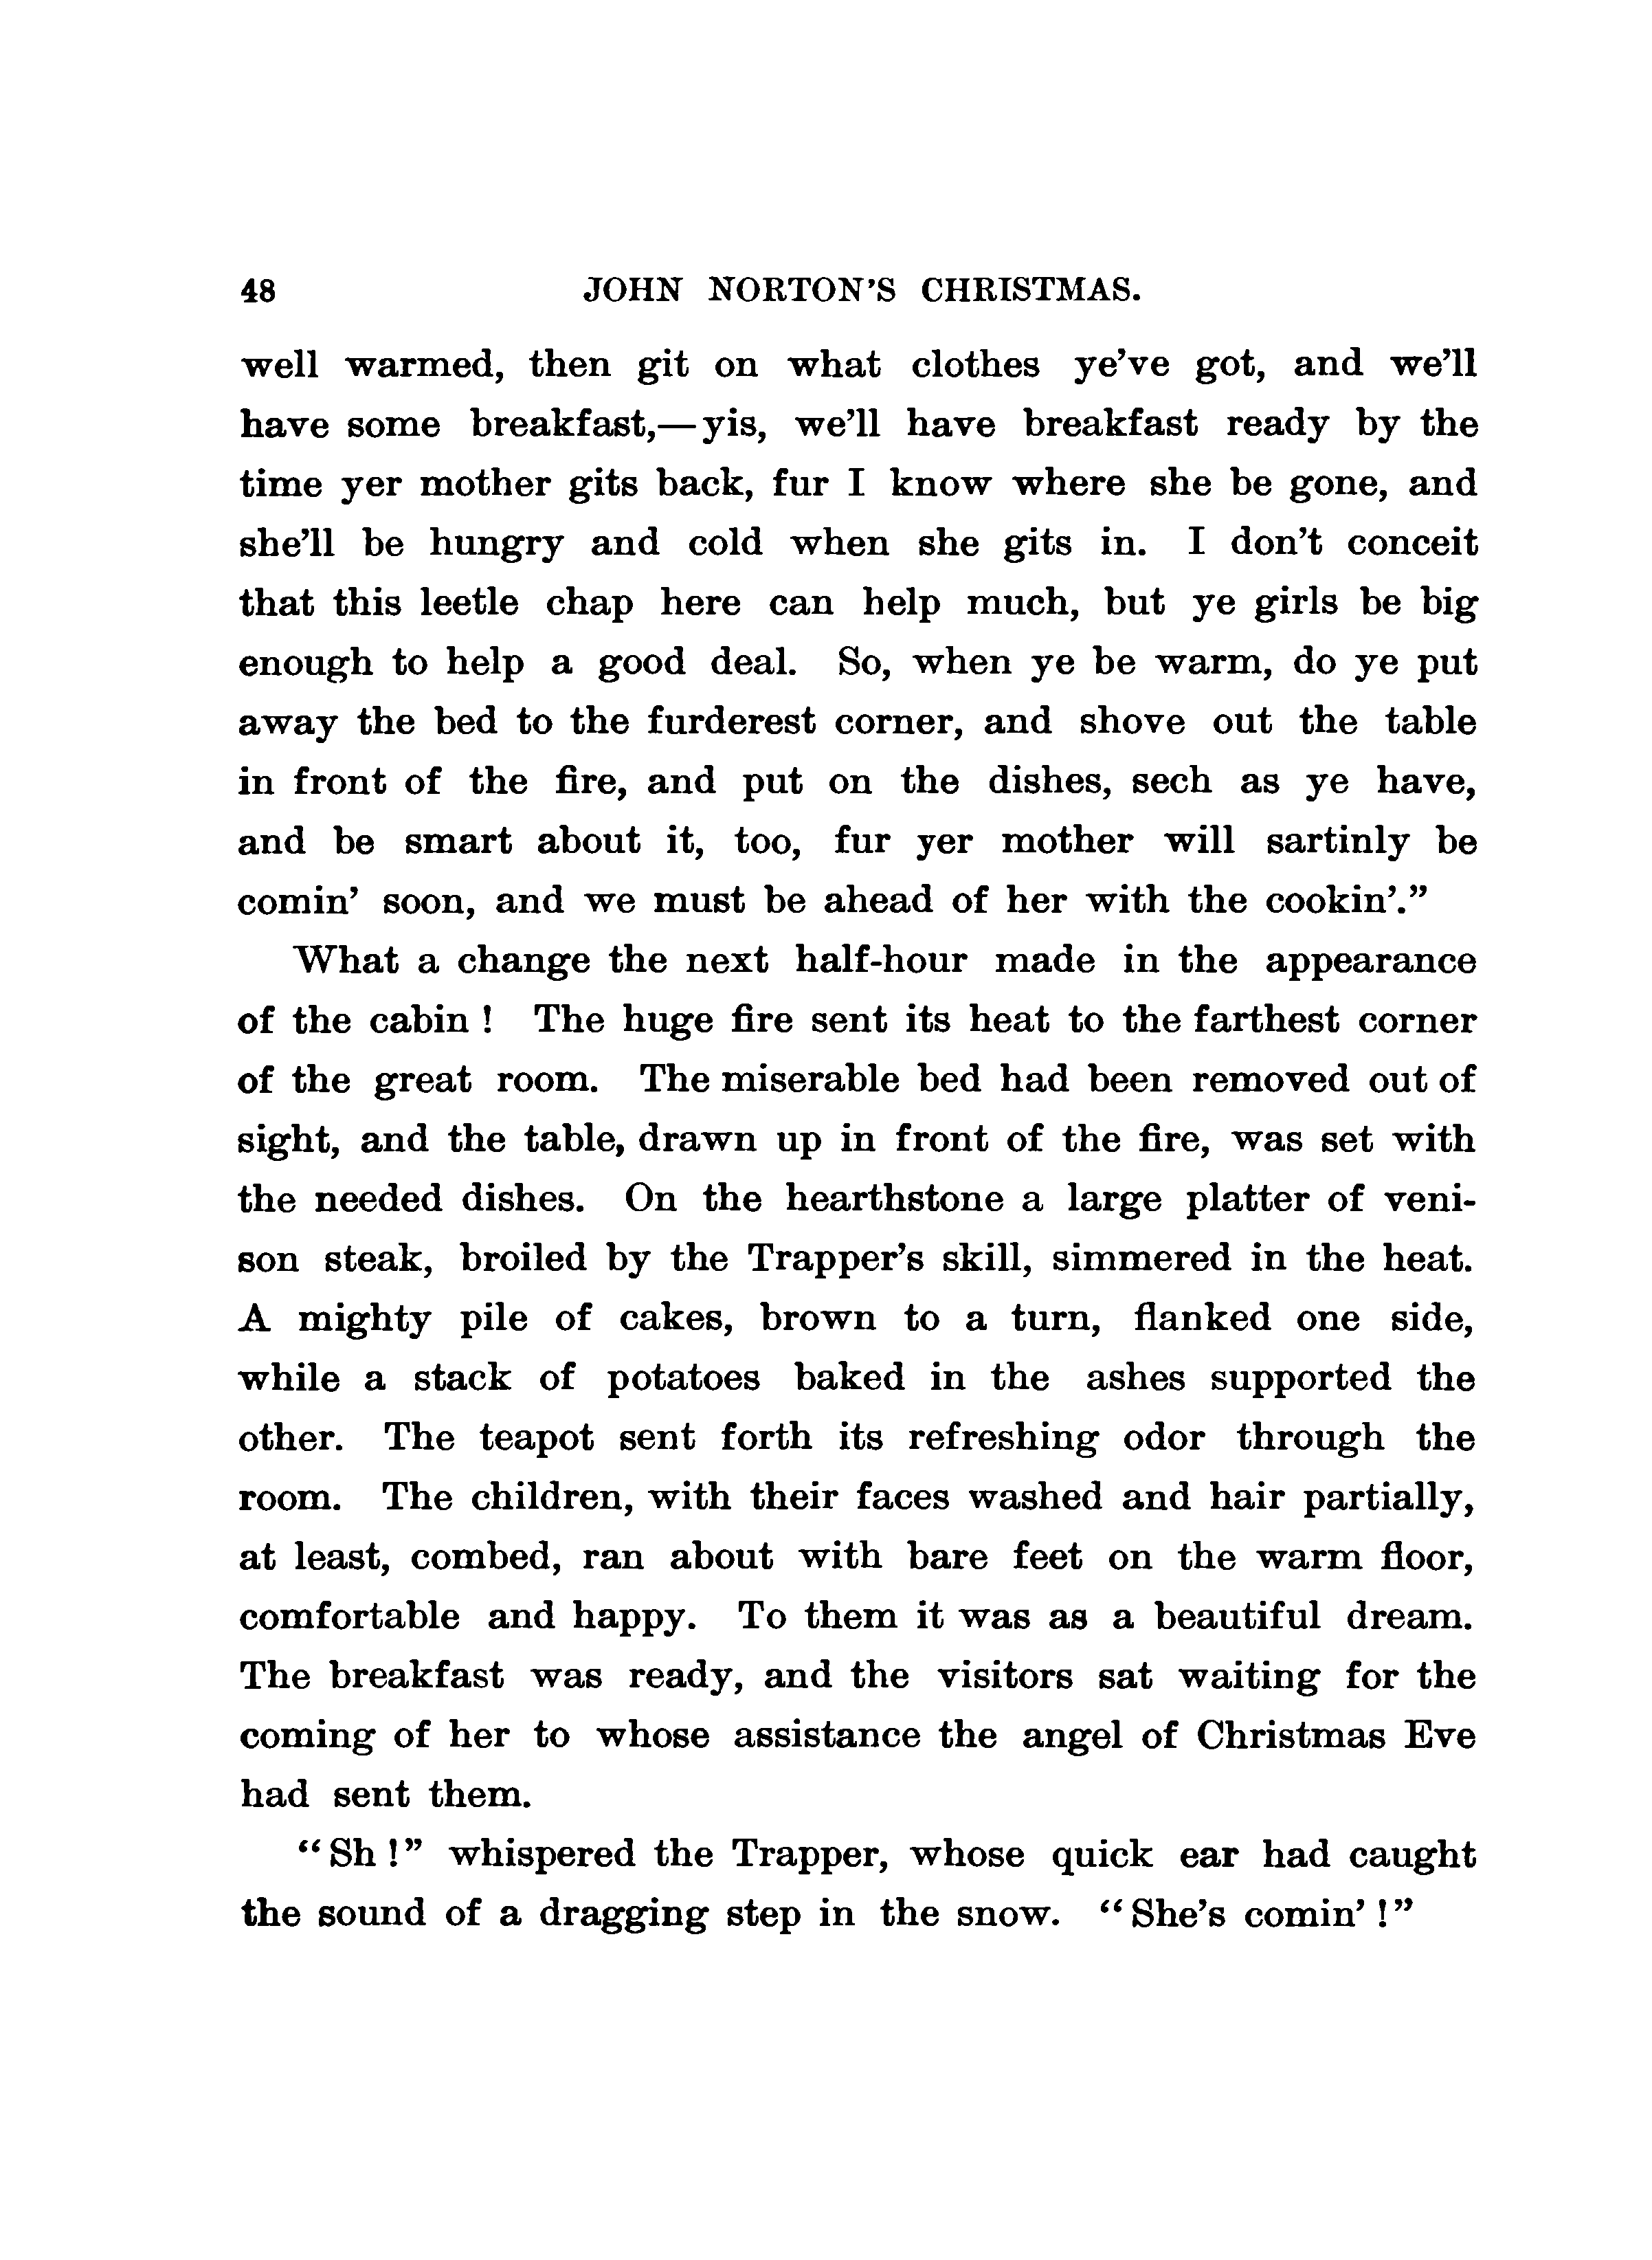 48 JOHN NORTON'S CHRISTMAS.
well warmed, then git on what clothes ye've got, and we'll
have some breakfast,—yis, we'll have breakfast ready by the
time yer mother gits back, fur I know where she be gone, and
she'll be hungry and cold when she gits in. I don't conceit
that this leetle chap here can help much, but ye girls be big
enough to help a good deal. So, when ye be warm, do ye put
away the bed to the furderest corner, and shove out the table
in front of the fire, and put on the dishes, sech as ye have,
and be smart about it, too, fur yer mother will sartinly be
comin' soon, and we must be ahead of her with the cookin'."
What a change the next half-hour made in the appearance
of the cabin! The huge fire sent its heat to the farthest corner
of the great room. The miserable bed had been removed out of
sight, and the table, drawn up in front of the fire, was set with
the needed dishes. On the hearthstone a large platter of veni-
son steak, broiled by the Trapper's skill, simmered in the heat.
A mighty pile of cakes, brown to a turn, flanked one side,
while a stack of potatoes baked in the ashes supported the
other. The teapot sent forth its refreshing odor through the
room. The children, with their faces washed and hair partially,
at least, combed, ran about with bare feet on the warm floor,
comfortable and happy. To them it was as a beautiful dream.
The breakfast was ready, and the visitors sat waiting for the
coming of her to whose assistance the angel of Christmas Eve
had sent them.
"Sh!" whispered the Trapper, whose quick ear had caught
the sound of a dragging step in the snow. "She's comin'!"